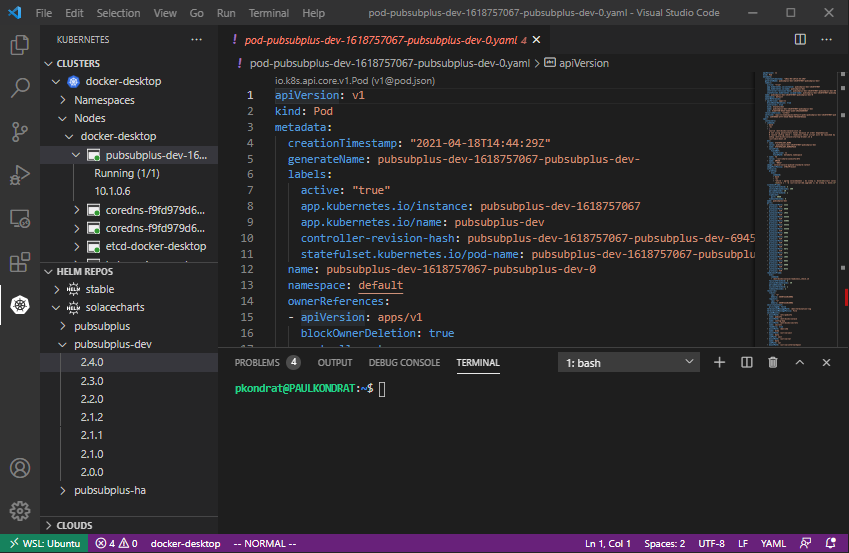 File Edit Selection View Go Run Terminal Help pod-pubsubplus-dev-1618757067-pubsubplus-dev-0.yaml - Visual Studio Code
KUBERNETES ...
CLUSTERS
docker-desktop
Namespaces
Nodes
docker-desktop
pubsubplus-dev-16...
Running (1/1)
10.1.0.6
coredns-f9fd979d6...
coredns-f9fd979d6...
etcd-docker-desktop
HELM REPOS
HELM stable
HELM solacecharts
pubsubplus
pubsubplus-dev
2.4.0
2.3.0
2.2.0
2.1.2
2.1.1
2.1.0
2.0.0
pubsubplus-ha
CLOUDS
! pod-pubsubplus-dev-1618757067-pubsubplus-dev-0.yaml 4
...
! pod-pubsubplus-dev-1618757067-pubsubplus-dev-0.yaml > abc apiVersion
io.k8s.api.core.v1.Pod (v1@pod.json)
1 apiVersion: v1
2 kind: Pod
3 metadata:
4 creationTimestamp: "2021-04-18T14:44:29Z"
5 generateName: pubsubplus-dev-1618757067-pubsubplus-dev-
6 labels:
7 active: "true"
8 app.kubernetes.io/instance: pubsubplus-dev-1618757067
9 app.kubernetes.io/name: pubsubplus-dev
10 controller-revision-hash: pubsubplus-dev-1618757067-pubsubplus-dev-6945
11 statefulset.kubernetes.io/pod-name: pubsubplus-dev-1618757067-pubsupl
12 name: pubsubplus-dev-1618757067-pubsubplus-dev-0
13 namespace: default
14 ownerReferences:
15 - apiVersion: apps/v1
16 blockOwnerDeletion: true
17
PROBLEMS 4 OUTPUT DEBUG CONSOLE TERMINAL 1: bash
pkondrat@PAULKONDRAT:~$
WSL: Ubuntu 4 0 docker-desktop -- NORMAL -- Ln 1, Col 1 Spaces: 2 UTF-8 LF YAML